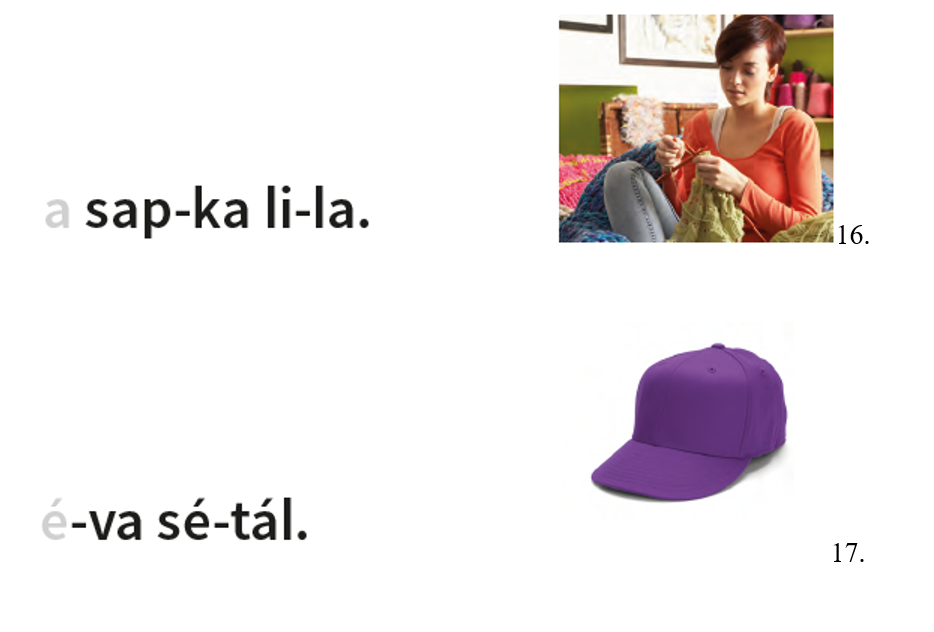 a sap-ka li-la.
16.
é-va sé-tál.
17.